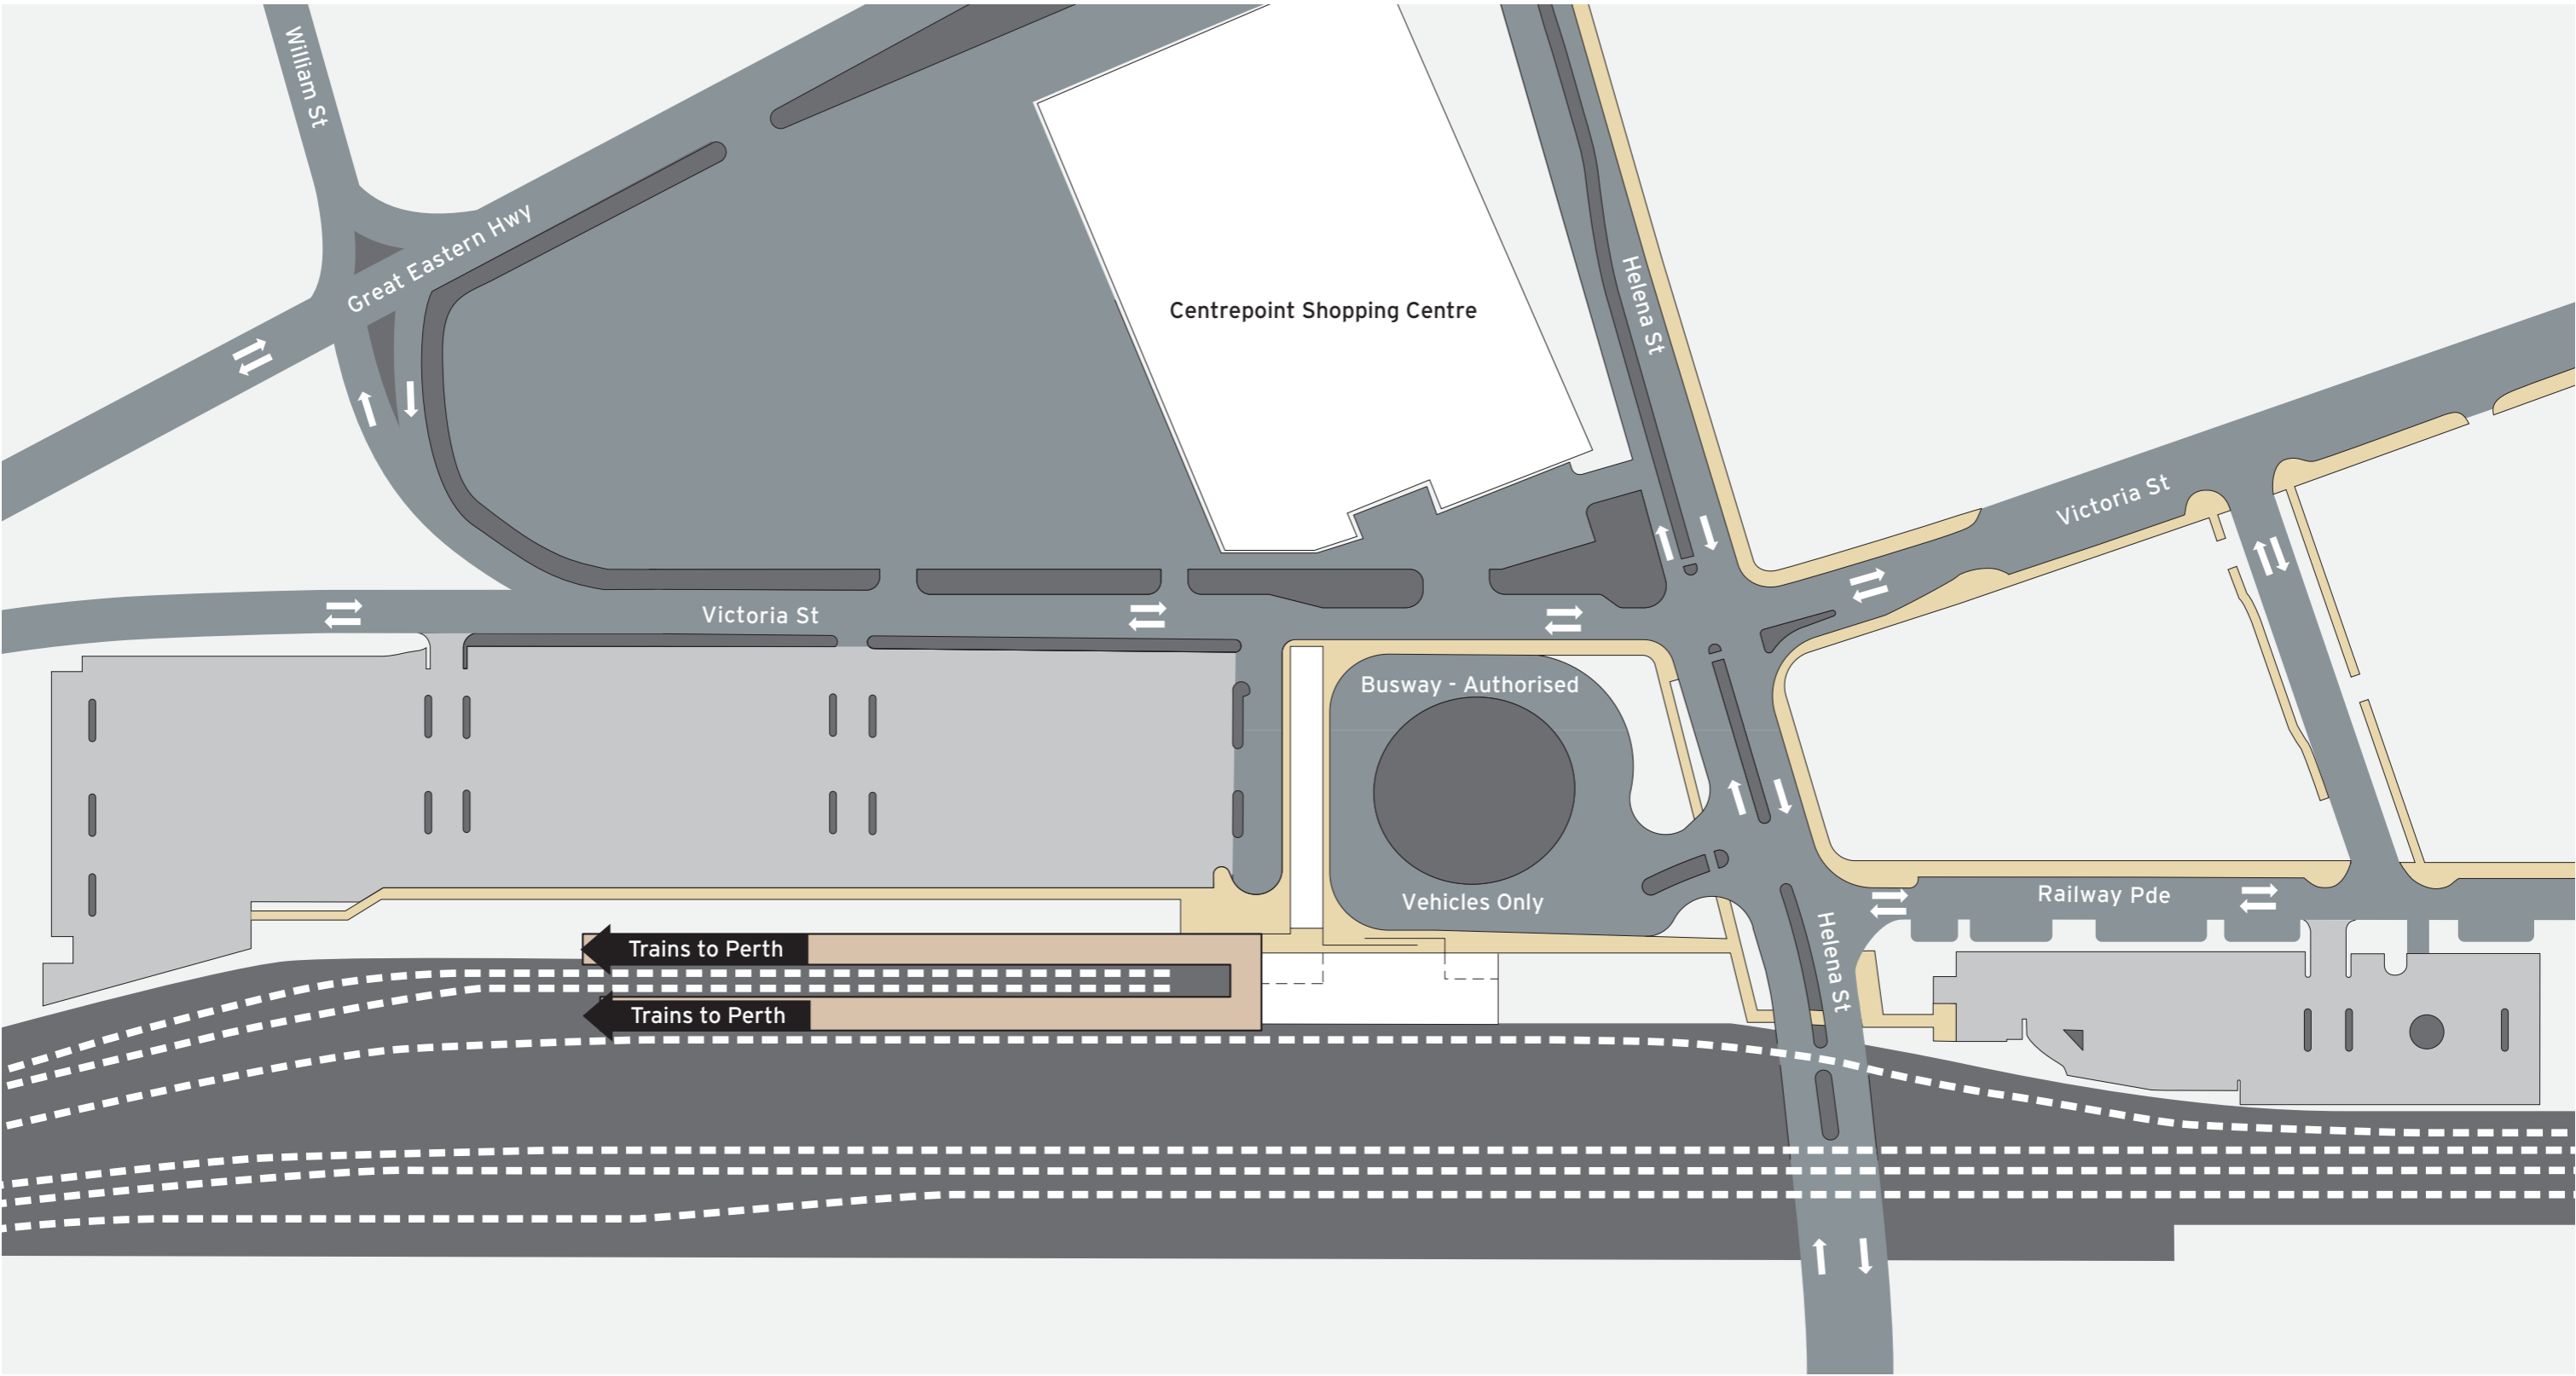 William St
Great Eastern Hwy
Centrepoint Shopping Centre
Helena St
Victoria St
Victoria St
Busway - Authorised
Vehicles Only
Railway Pde
Helena St
Trains to Perth
Trains to Perth